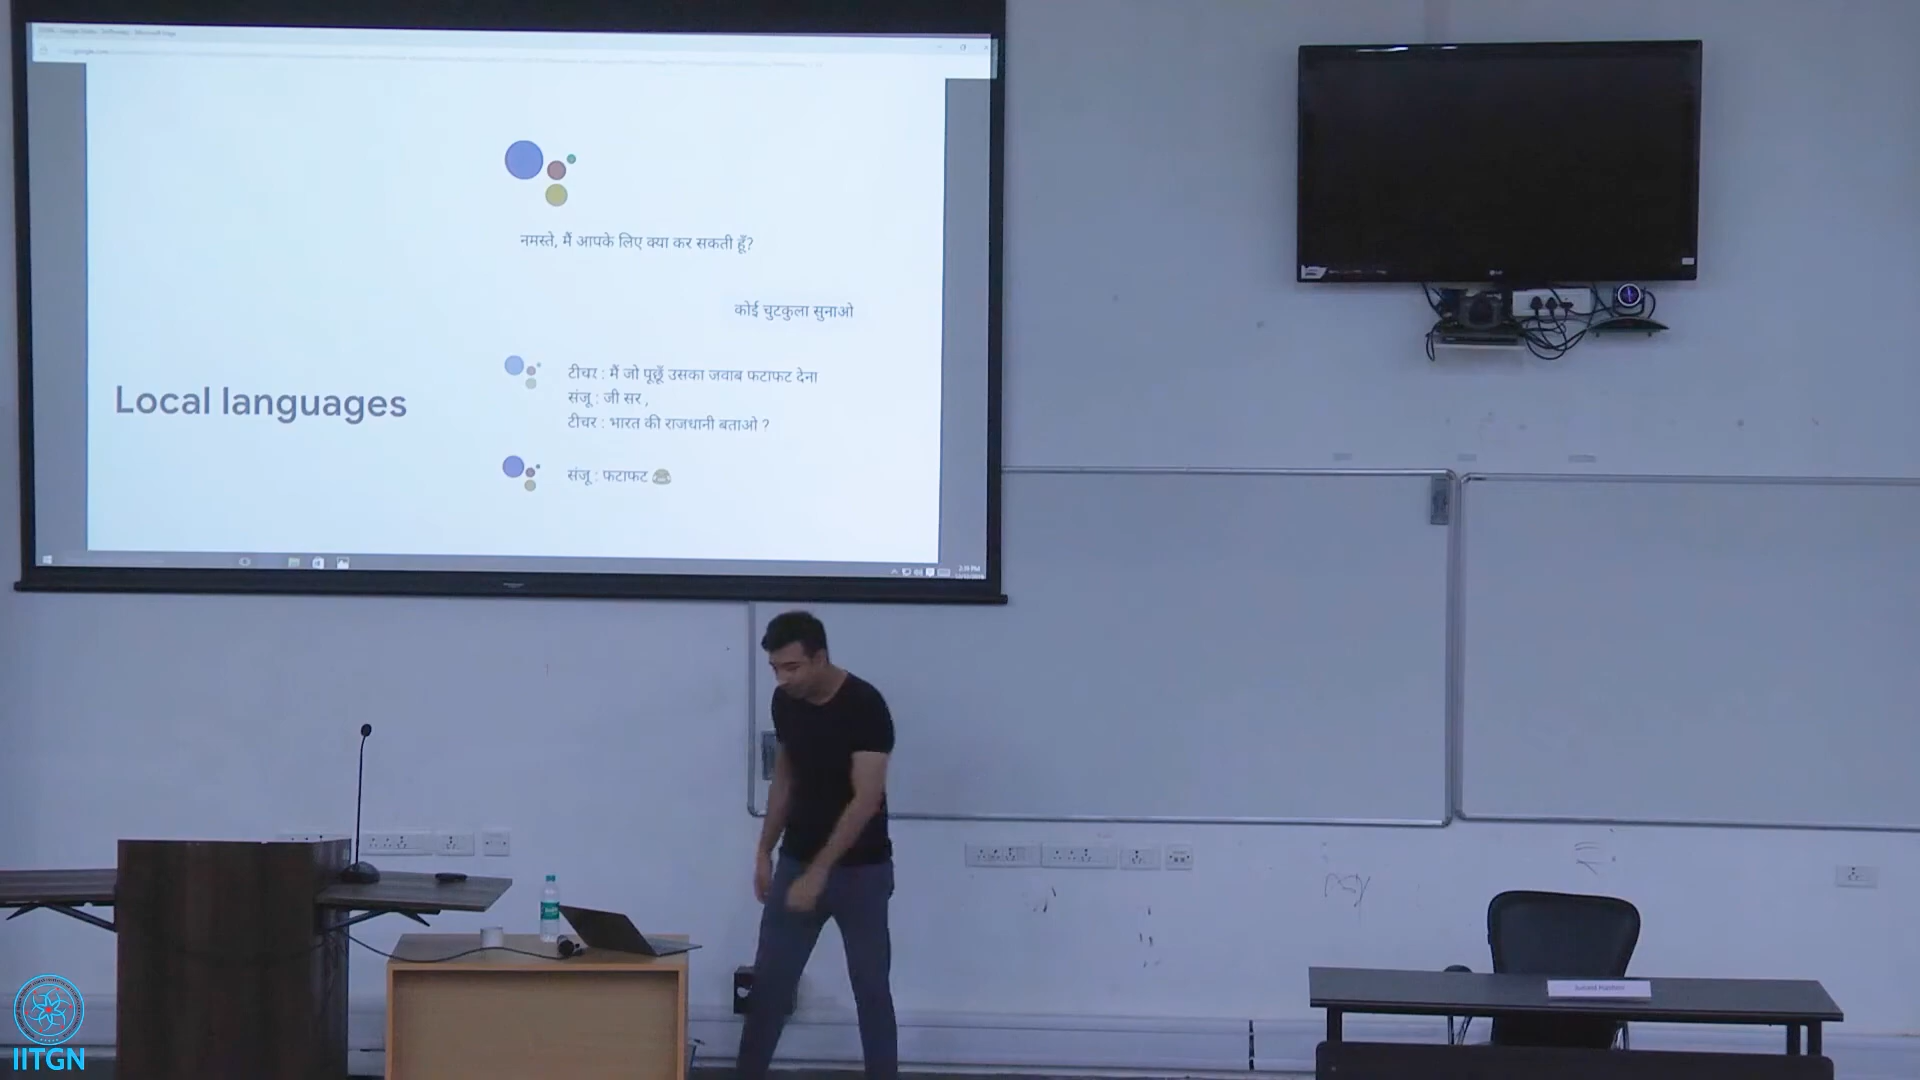 नमस्ते, मैं आपके लिए क्या कर सकती हूँ?
कोई चुटकुला सुनाओ
Local languages
टीचर : मैं जो पूछूँ उसका जवाब फटाफट देना
संजू : जी सर ,
टीचर : भारत की राजधानी बताओ ?
संजू : फटाफट
IITGN